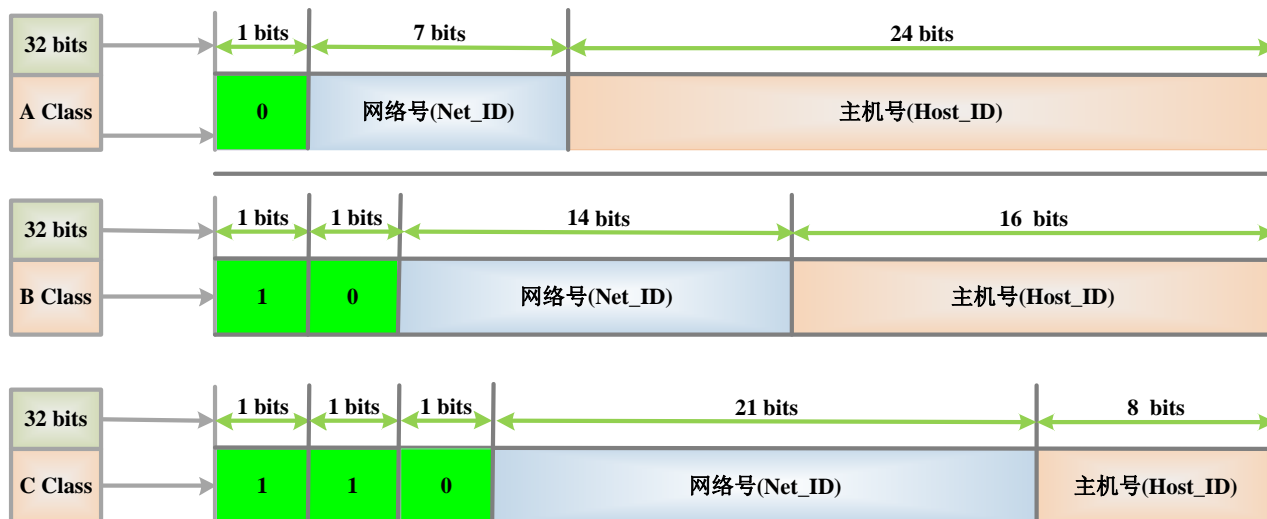 1 bits 7 bits 24 bits
32 bits
A Class 0 网络号(Net_ID) 主机号(Host_ID)
1 bits 1 bits 14 bits 16 bits
32 bits
B Class 1 0 网络号(Net_ID) 主机号(Host_ID)
1 bits 1 bits 1 bits 21 bits 8 bits
32 bits
C Class 1 1 0 网络号(Net_ID) 主机号(Host_ID)